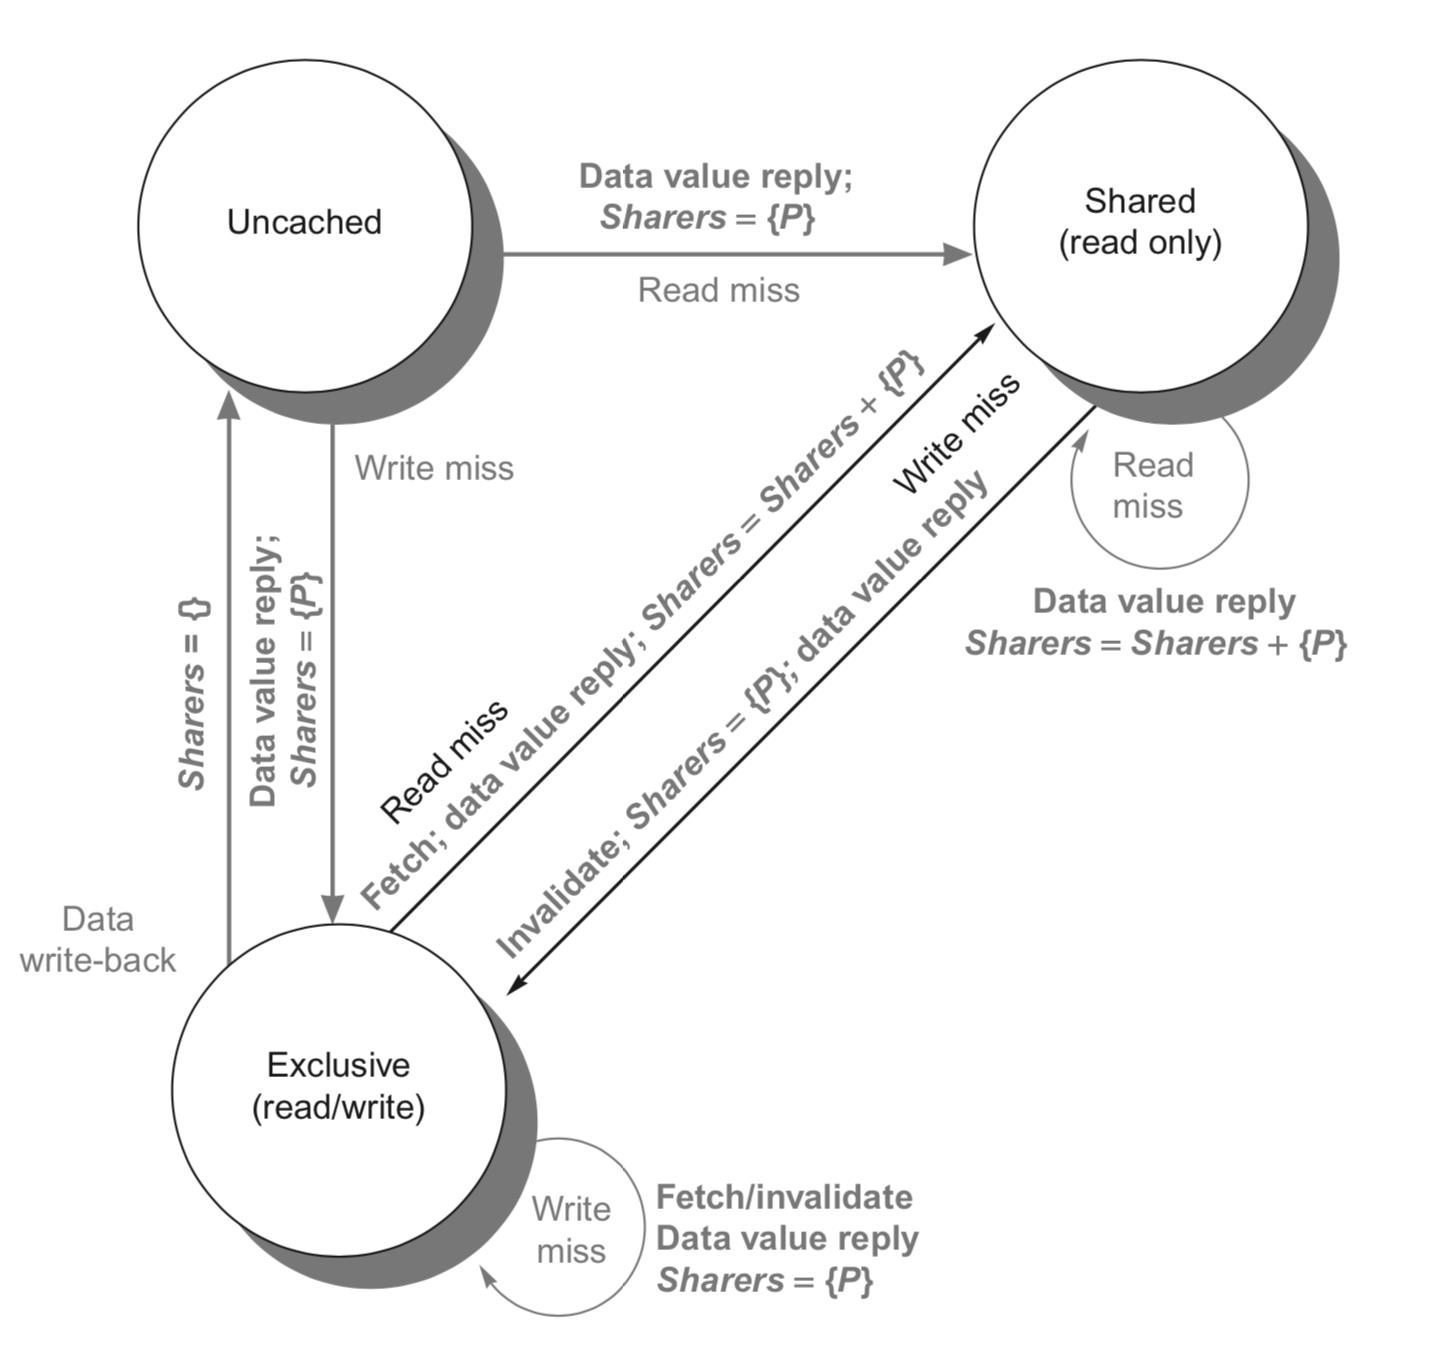 Uncached
Data value reply;
Sharers = {P}
Read miss
Shared
(read only)
Write miss
Sharers = {}
Data value reply;
Sharers = {P}
Data
write-back
Read miss
Fetch; data value reply; Sharers = Sharers + {P}
Write miss
Invalidate; Sharers = {P}; data value reply
Read
miss
Data value reply
Sharers = Sharers + {P}
Exclusive
(read/write)
Write
miss
Fetch/invalidate
Data value reply
Sharers = {P}